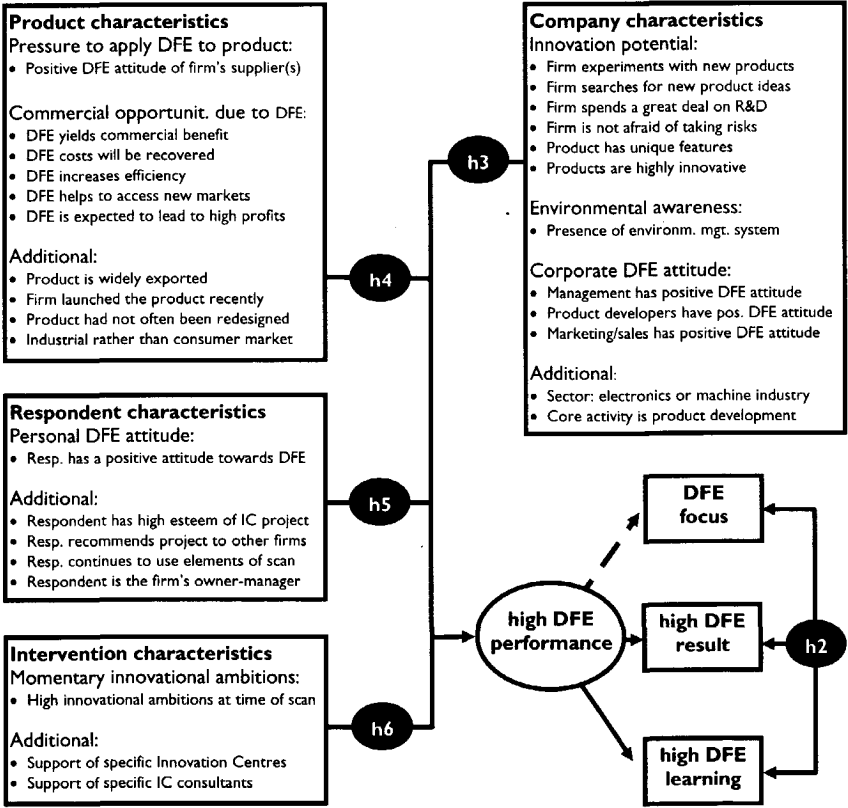 Product characteristics
Pressure to apply DFE to product:
• Positive DFE attitude of firm's supplier(s)
Commercial opportunit. due to DFE:
• DFE yields commercial benefit
• DFE costs will be recovered
• DFE increases efficiency
• DFE helps to access new markets
• DFE is expected to lead to high profits
Additional:
• Product is widely exported
• Firm launched the product recently
• Product had not often been redesigned
• Industrial rather than consumer market
h4
Respondent characteristics
Personal DFE attitude:
• Resp. has a positive attitude towards DFE
Additional:
• Respondent has high esteem of IC project
• Resp. recommends project to other firms
• Resp. continues to use elements of scan
• Respondent is the firm's owner-manager
h5
Intervention characteristics
Momentary innovational ambitions:
• High innovational ambitions at time of scan
Additional:
• Support of specific Innovation Centres
• Support of specific IC consultants
h6
Company characteristics
Innovation potential:
• Firm experiments with new products
• Firm searches for new product ideas
• Firm spends a great deal on R&D
• Firm is not afraid of taking risks
• Product has unique features
• Products are highly innovative
Environmental awareness:
• Presence of environm. mgt. system
Corporate DFE attitude:
• Management has positive DFE attitude
• Product developers have pos. DFE attitude
• Marketing/sales has positive DFE attitude
Additional:
• Sector: electronics or machine industry
• Core activity is product development
h3
high DFE
performance
DFE
focus
high DFE
result
high DFE
learning
h2